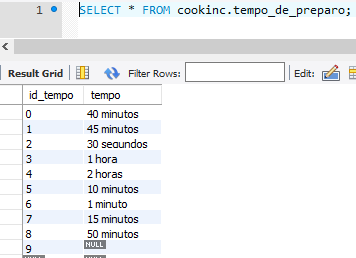 1 SELECT * FROM cookinc.tempo_de_preparo;
Result Grid Filter Rows: Edit:
id_tempo tempo
0 40 minutos
1 45 minutos
2 30 segundos
3 1 hora
4 2 horas
5 10 minutos
6 1 minuto
7 15 minutos
8 50 minutos
9 NULL